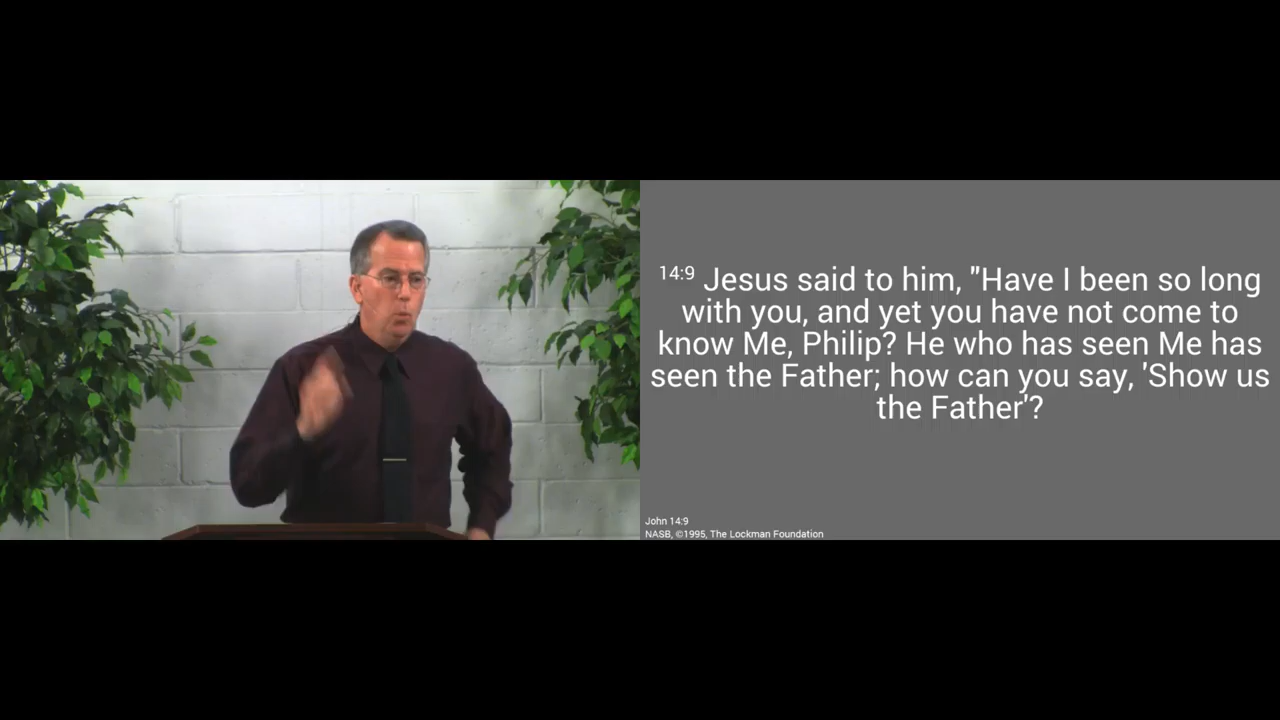 14:9 Jesus said to him, "Have I been so long
with you, and yet you have not come to
know Me, Philip? He who has seen Me has
seen the Father; how can you say, 'Show us
the Father'?
John 14:9
NASB, ©1995, The Lockman Foundation